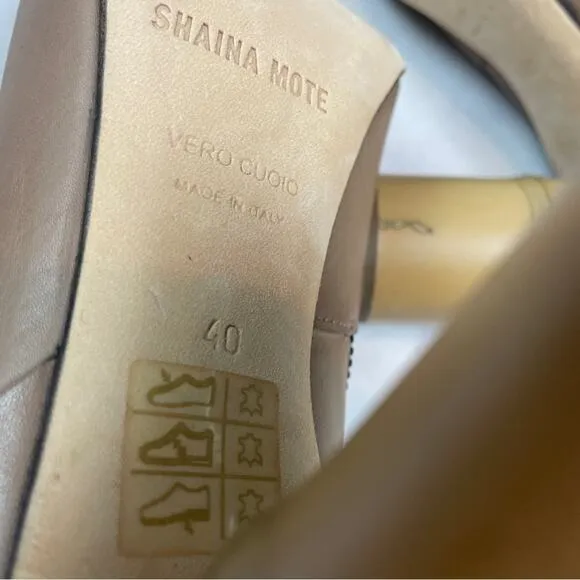 SHAINA MOTE
VERO CUOIO
MADE IN ITALY
40